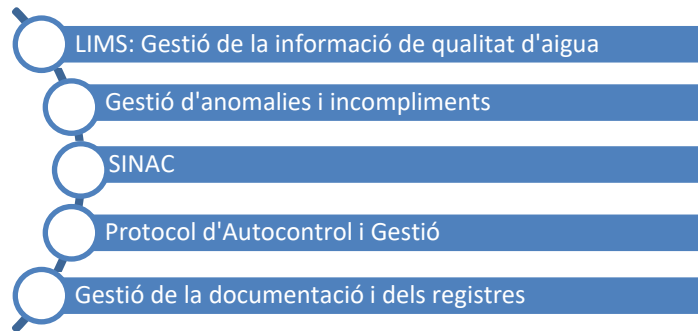 LIMS: Gestió de la informació de qualitat d'aigua
Gestió d'anomalies i incompliments
SINAC
Protocol d'Autocontrol i Gestió
Gestió de la documentació i dels registres